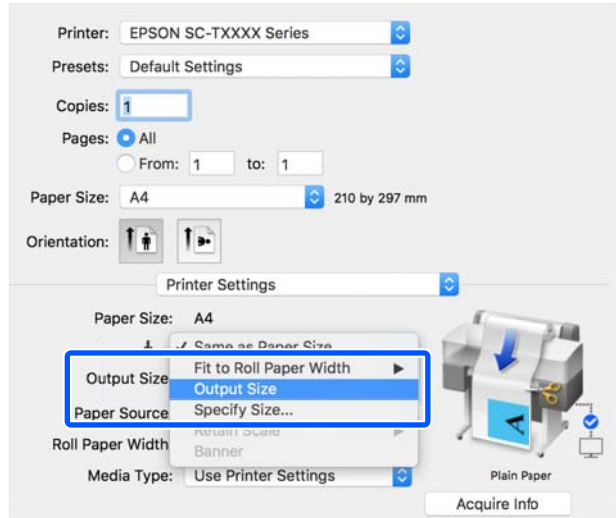 Printer: EPSON SC-TXXXX Series
Presets: Default Settings
Copies: 1
Pages: All
From: 1 to: 1
Paper Size: A4 210 by 297 mm
Orientation:
Printer Settings
Paper Size: A4
✓ Same as Paper Size
Fit to Roll Paper Width ▶
Output Size Output Size
Paper Source Specify Size...
Retain Scale ▶
Roll Paper Width Banner
Media Type: Use Printer Settings
Plain Paper
Acquire Info